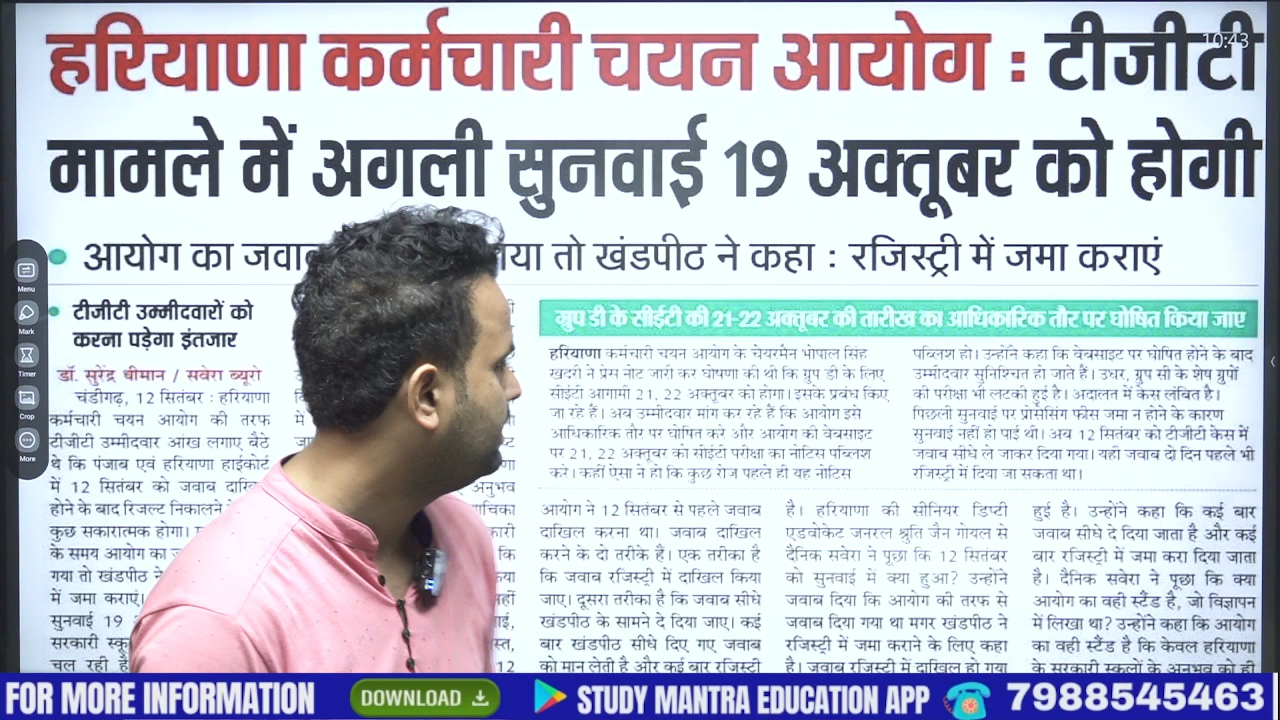 हरियाणा कर्मचारी चयन आयोग : टीजीटी
10:43
मामले में अगली सुनवाई 19 अक्तूबर को होगी
आयोग का जवाब या तो खंडपीठ ने कहा : रजिस्ट्री में जमा कराएं
Menu
Mark
Timer
Crop
More
टीजीटी उम्मीदवारों को
करना पड़ेगा इंतजार
डॉ. सुरेंद्र धीमान / सवेरा ब्यूरो
चंडीगढ़, 12 सितंबर : हरियाणा
कर्मचारी चयन आयोग की तरफ
टीजीटी उम्मीदवार आंख लगाए बैठे
थे कि पंजाब एवं हरियाणा हाईकोर्ट
में 12 सितंबर को जवाब
होने के बाद रिजल्ट निकालने
कुछ सकारात्मक होगा।
के समय आयोग का
गया तो खंडपीठ ने
में जमा कराएं।
सुनवाई 19
सरकारी
चल रही
अनुभव
कि
12
ग्रुप डी के सीईटी की 21-22 अक्तूबर की तारीख का आधिकारिक तौर पर घोषित किया जाए
हरियाणा कर्मचारी चयन आयोग के चेयरमैन भोपाल सिंह
खदरी ने प्रेस नोट जारी कर घोषणा की थी कि ग्रुप डी के लिए
सीईटी आगामी 21, 22 अक्तूबर को होगा। इसके प्रबंध किए
जा रहे हैं। अब उम्मीदवार मांग कर रहे हैं कि आयोग इसे
आधिकारिक तौर पर घोषित करे और आयोग की वेबसाइट
पर 21, 22 अक्तूबर को सीईटी परीक्षा का नोटिस पब्लिश
करे। कहीं ऐसा न हो कि कुछ रोज पहले ही यह नोटिस
पब्लिश हो। उन्होंने कहा कि वेबसाइट पर घोषित होने के बाद
उम्मीदवार सुनिश्चित हो जाते हैं। उधर, ग्रुप सी के शेष ग्रुपों
की परीक्षा भी लटकी हुई है। अदालत में केस लंबित है।
पिछली सुनवाई पर प्रोसेसिंग फीस जमा न होने के कारण
सुनवाई नहीं हो पाई थी। अब 12 सितंबर को टीजीटी केस में
जवाब सीधे ले जाकर दिया गया। यही जवाब दो दिन पहले भी
रजिस्ट्री में दिया जा सकता था।
आयोग ने 12 सितंबर से पहले जवाब
दाखिल करना था। जवाब दाखिल
करने के दो तरीके हैं। एक तरीका है
कि जवाब रजिस्ट्री में दाखिल किया
जाए। दूसरा तरीका है कि जवाब सीधे
खंडपीठ के सामने दे दिया जाए। कई
बार खंडपीठ सीधे दिए गए जवाब
को मान लेती है और कई बार रजिस्ट्री
है। हरियाणा की सीनियर डिप्टी
एडवोकेट जनरल श्रुति जैन गोयल से
दैनिक सवेरा ने पूछा कि 12 सितंबर
को सुनवाई में क्या हुआ? उन्होंने
जवाब दिया कि आयोग की तरफ से
जवाब दिया गया था मगर खंडपीठ ने
रजिस्ट्री में जमा कराने के लिए कहा
है। जवाब रजिस्ट्री में दाखिल हो गया
हुई है। उन्होंने कहा कि कई बार
जवाब सीधे दे दिया जाता है और कई
बार रजिस्ट्री में जमा करा दिया जाता
है। दैनिक सवेरा ने पूछा कि क्या
आयोग का वही स्टैंड है, जो विज्ञापन
में लिखा था? उन्होंने कहा कि आयोग
का वही स्टैंड है कि केवल हरियाणा
के सरकारी स्कूलों के अनुभव को ही
FOR MORE INFORMATION
DOWNLOAD
STUDY MANTRA EDUCATION APP
7988545463